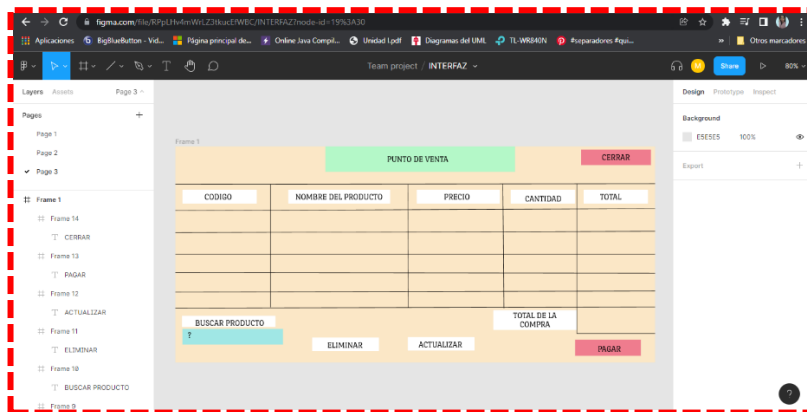 figma.com/file/RPpLHv4mWrLZ3tkucEfWBC/INTERFAZ?node-id=19%3A30
Aplicaciones BigBlueButton - Vid... Página principal de... Online Java Compil... Unidad I.pdf Diagramas del UML TL-WR840N #separadores #qui... » Otros marcadores
Team project / INTERFAZ M Share 80%
Layers Assets Page 3 Design Prototype Inspect
Pages + Background
Page 1 E5E5E5 100%
Page 2 Export +
Page 3
Frame 1
Frame 14
T CERRAR
Frame 13
T PAGAR
Frame 12
T ACTUALIZAR
Frame 11
T ELIMINAR
Frame 10
T BUSCAR PRODUCTO
Frame 9
Frame 1
PUNTO DE VENTA CERRAR
CODIGO NOMBRE DEL PRODUCTO PRECIO CANTIDAD TOTAL
BUSCAR PRODUCTO TOTAL DE LA COMPRA
?
ELIMINAR ACTUALIZAR PAGAR
?